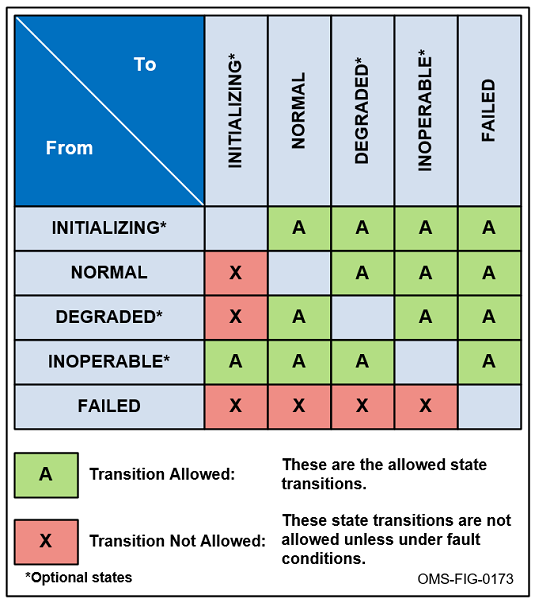 To
From
INITIALIZING*
NORMAL
DEGRADED*
INOPERABLE*
FAILED
INITIALIZING* A A A A
NORMAL X A A A
DEGRADED* X A A A
INOPERABLE* A A A A
FAILED X X X X
A Transition Allowed: These are the allowed state
transitions.
X Transition Not Allowed: These state transitions are not
allowed unless under fault
conditions.
*Optional states OMS-FIG-0173